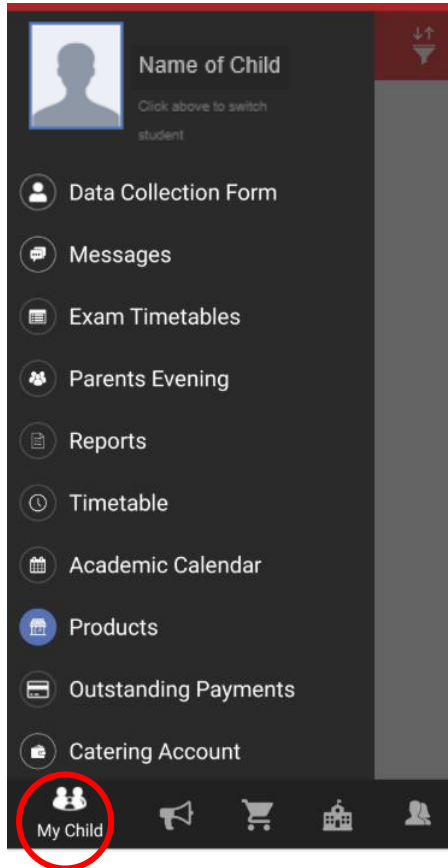 Name of Child
Click above to switch
student
Data Collection Form
Messages
Exam Timetables
Parents Evening
Reports
Timetable
Academic Calendar
Products
Outstanding Payments
Catering Account
My Child